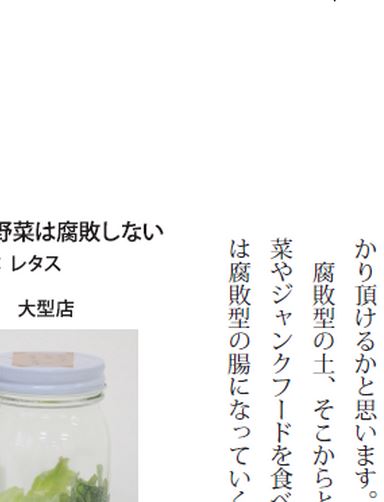 かり頂けるかと思います。
腐敗型の土、そこからと
菜やジャンクフードを食べ
は腐敗型の腸になっていく
野菜は腐敗しない
：レタス
大型店